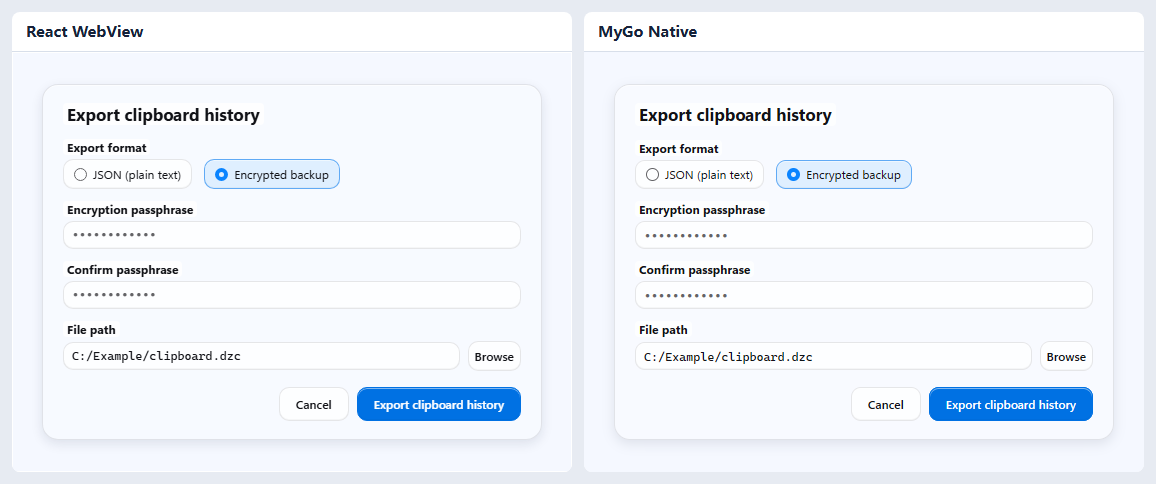 React WebView
Export clipboard history
Export format
JSON (plain text)
Encrypted backup
Encryption passphrase
••••••••••••
Confirm passphrase
••••••••••••
File path
C:/Example/clipboard.dzc
Browse
Cancel
Export clipboard history
MyGo Native
Export clipboard history
Export format
JSON (plain text)
Encrypted backup
Encryption passphrase
••••••••••••
Confirm passphrase
••••••••••••
File path
C:/Example/clipboard.dzc
Browse
Cancel
Export clipboard history